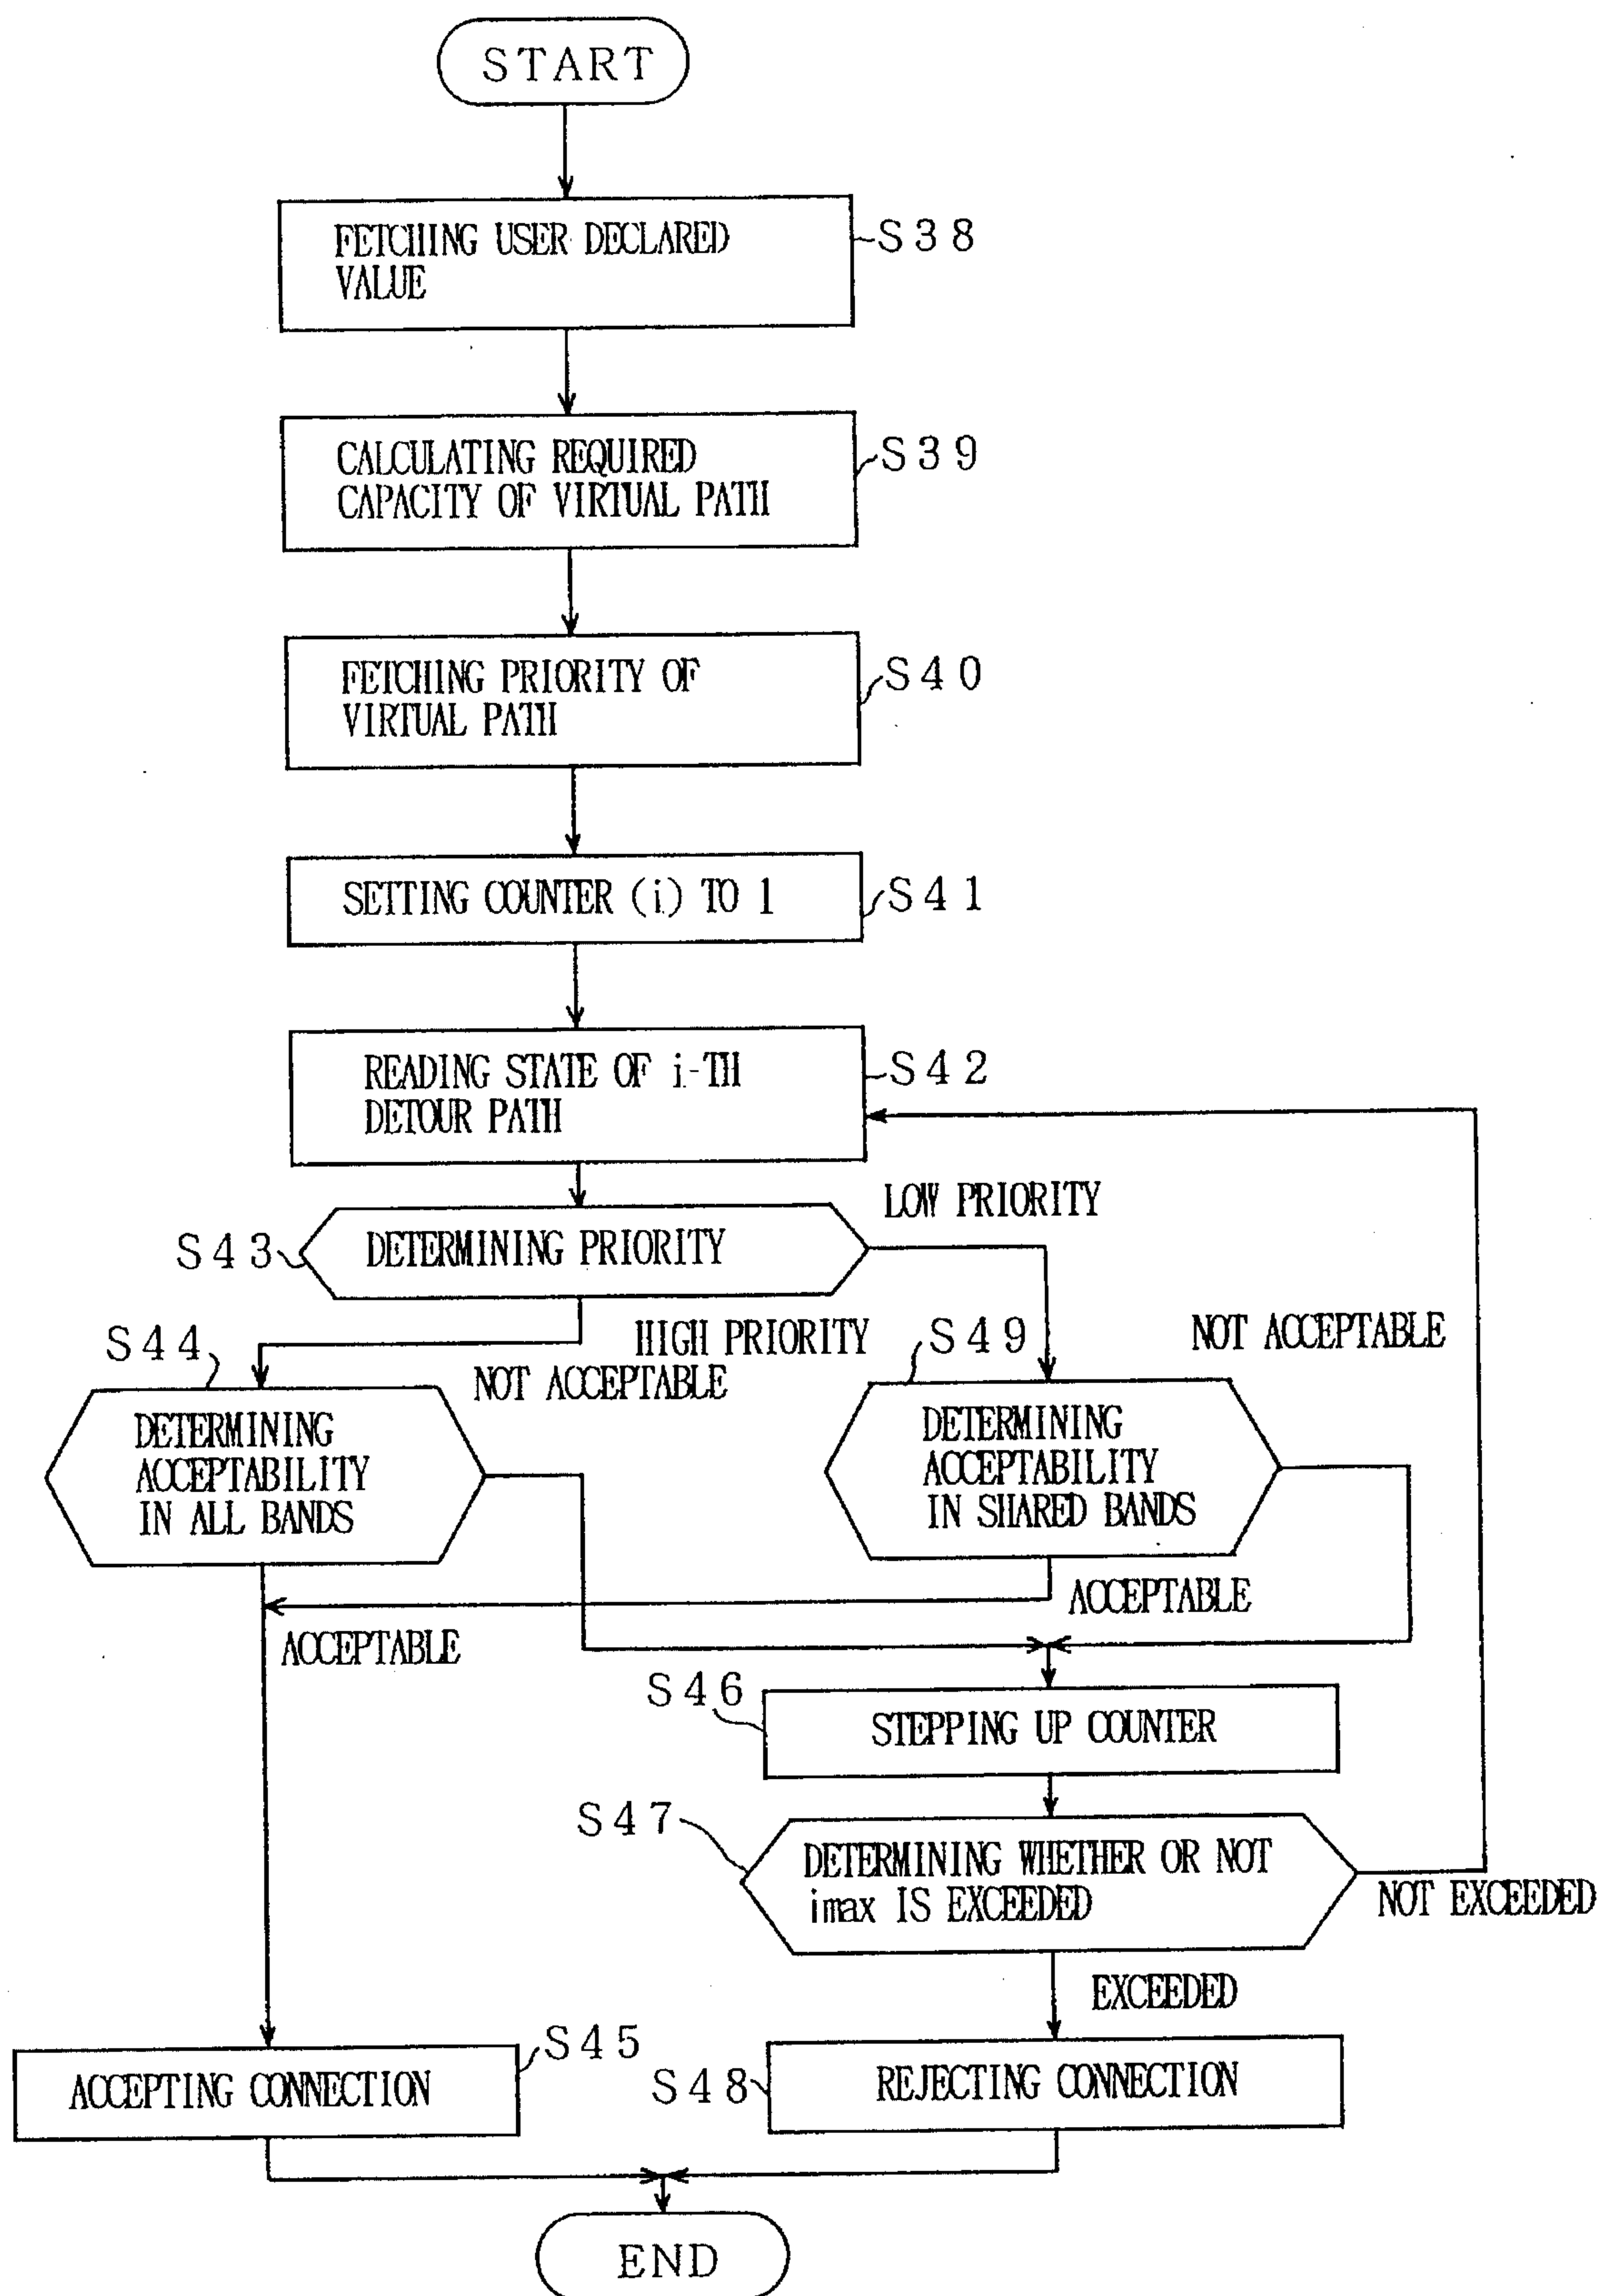 START
FETCHING USER DECLARED
VALUE
S38
CALCULATING REQUIRED
CAPACITY OF VIRTUAL PATH
S39
FETCHING PRIORITY OF
VIRTUAL PATH
S40
SETTING COUNTER (i) TO 1
S41
READING STATE OF i-TH
DETOUR PATH
S42
LOW PRIORITY
S43
DETERMINING PRIORITY
HIGH PRIORITY
S44
NOT ACCEPTABLE
S49
NOT ACCEPTABLE
DETERMINING
ACCEPTABILITY
IN ALL BANDS
DETERMINING
ACCEPTABILITY
IN SHARED BANDS
ACCEPTABLE
ACCEPTABLE
S46
STEPPING UP COUNTER
S47
DETERMINING WHETHER OR NOT
imax IS EXCEEDED
NOT EXCEEDED
EXCEEDED
ACCEPTING CONNECTION
S45
S48
REJECTING CONNECTION
END